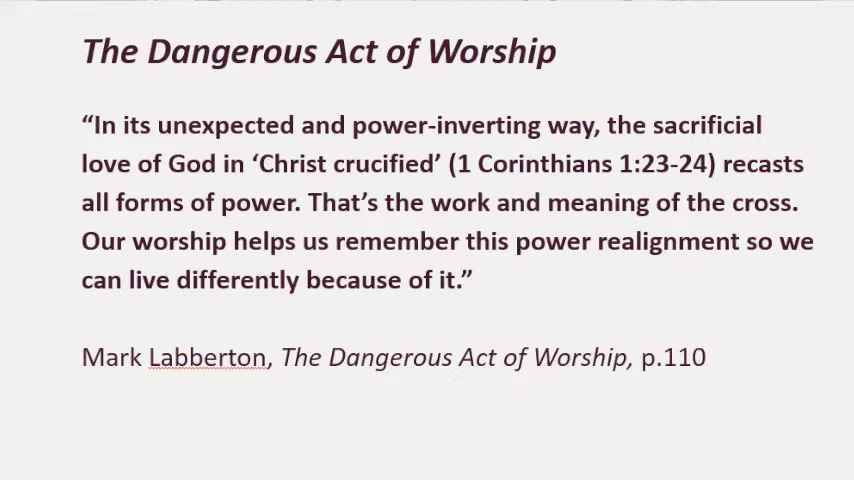 The Dangerous Act of Worship
“In its unexpected and power-inverting way, the sacrificial
love of God in ‘Christ crucified’ (1 Corinthians 1:23-24) recasts
all forms of power. That’s the work and meaning of the cross.
Our worship helps us remember this power realignment so we
can live differently because of it.”
Mark Labberton, The Dangerous Act of Worship, p.110